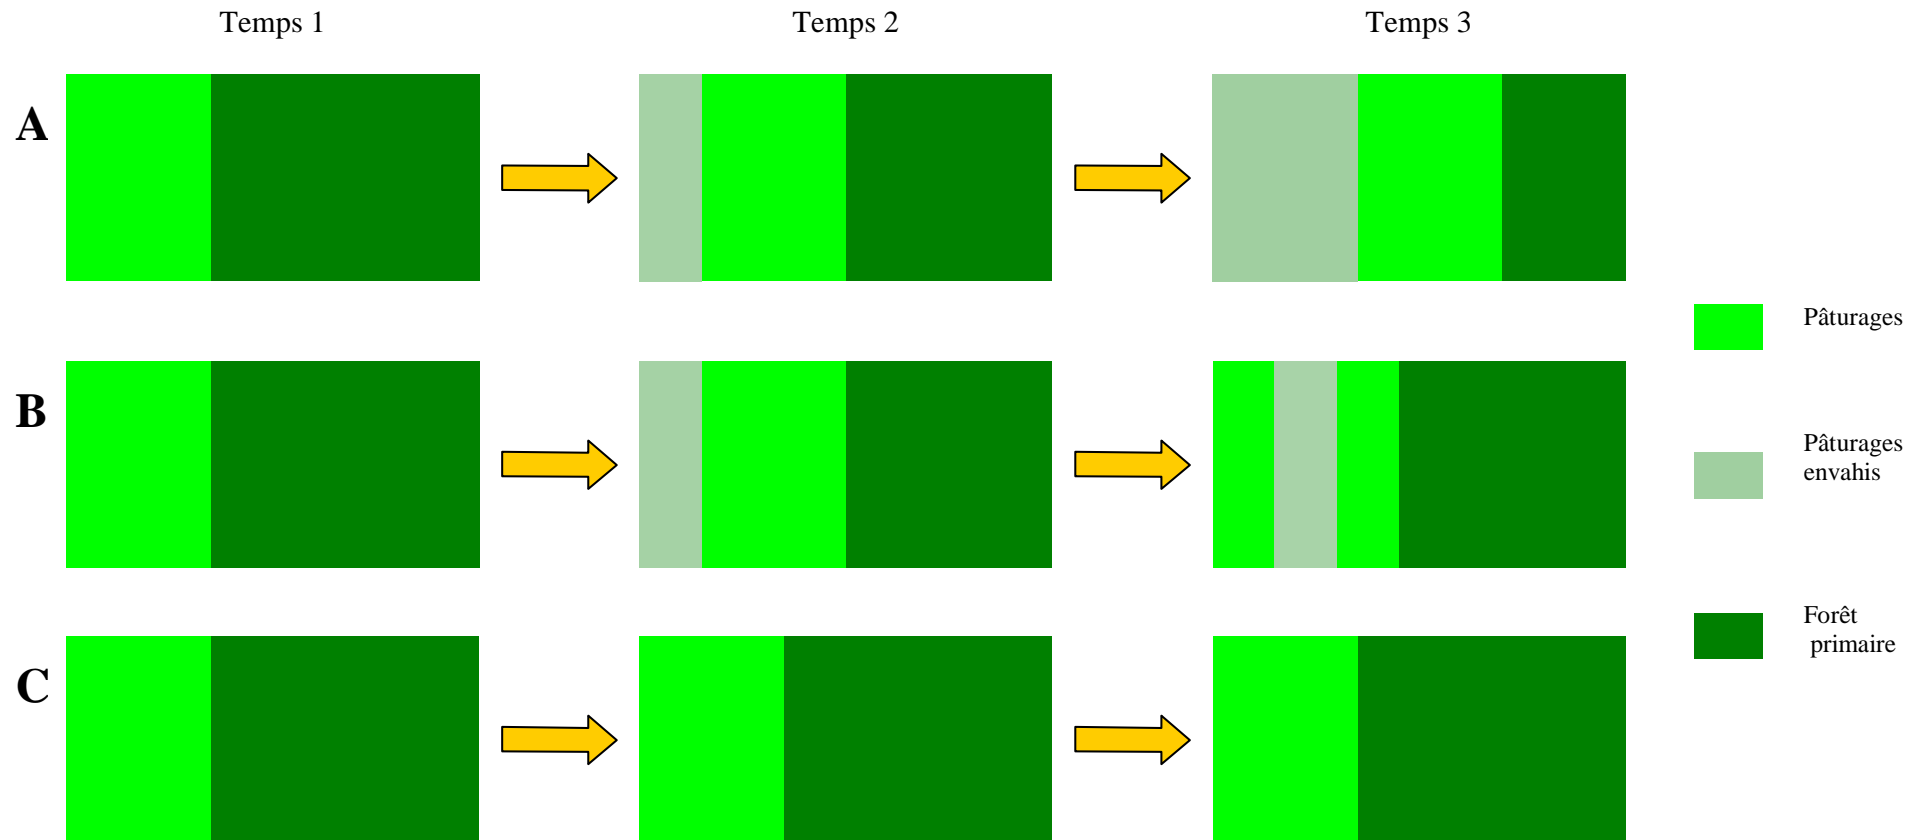 Temps 1
Temps 2
Temps 3
A
B
C
Pâturages
Pâturages
envahis
Forêt
primaire